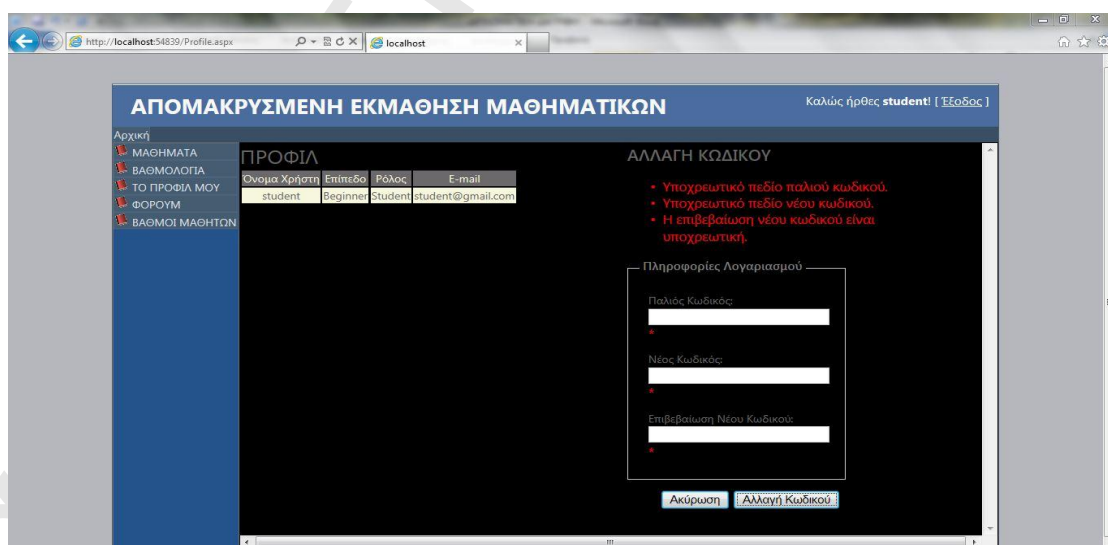 http://localhost:54839/Profile.aspx
localhost
ΑΠΟΜΑΚΡΥΣΜΕΝΗ ΕΚΜΑΘΗΣΗ ΜΑΘΗΜΑΤΙΚΩΝ
Καλώς ήρθες student! [ Έξοδος ]
Αρχική
ΜΑΘΗΜΑΤΑ
ΒΑΘΜΟΛΟΓΙΑ
ΤΟ ΠΡΟΦΙΛ ΜΟΥ
ΦΟΡΟΥΜ
ΒΑΘΜΟΙ ΜΑΘΗΤΩΝ
ΠΡΟΦΙΛ
Όνομα Χρήστη Επίπεδο Ρόλος E-mail
student Beginner Student student@gmail.com
ΑΛΛΑΓΗ ΚΩΔΙΚΟΥ
• Υποχρεωτικό πεδίο παλιού κωδικού.
• Υποχρεωτικό πεδίο νέου κωδικού.
• Η επιβεβαίωση νέου κωδικού είναι
υποχρεωτική.
Πληροφορίες Λογαριασμού
Παλιός Κωδικός:
*
Νέος Κωδικός:
*
Επιβεβαίωση Νέου Κωδικού:
*
Ακύρωση Αλλαγή Κωδικού